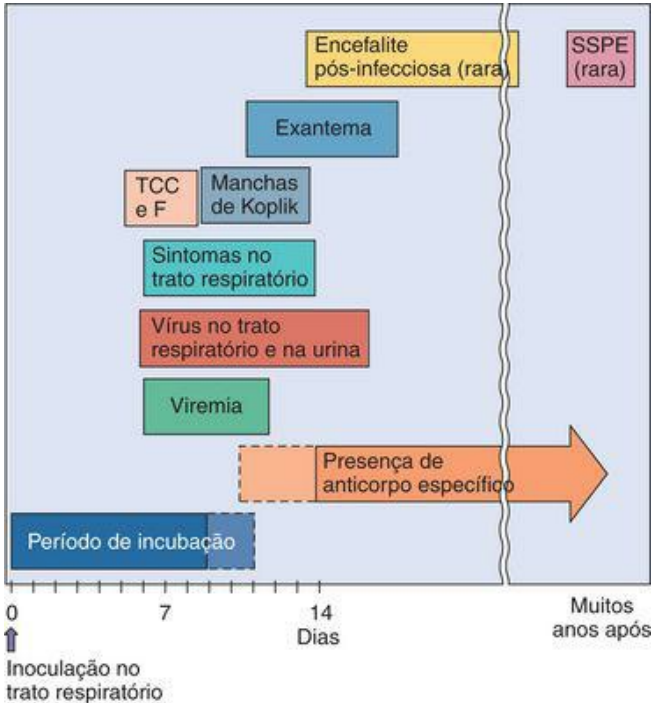 Encefalite
pós-infecciosa (rara)
SSPE
(rara)
Exantema
TCC
e F
Manchas
de Koplik
Sintomas no
trato respiratório
Vírus no trato
respiratório e na urina
Viremia
Presença de
anticorpo específico
Período de incubação
0
7
14
Dias
Muitos
anos após
Inoculação no
trato respiratório